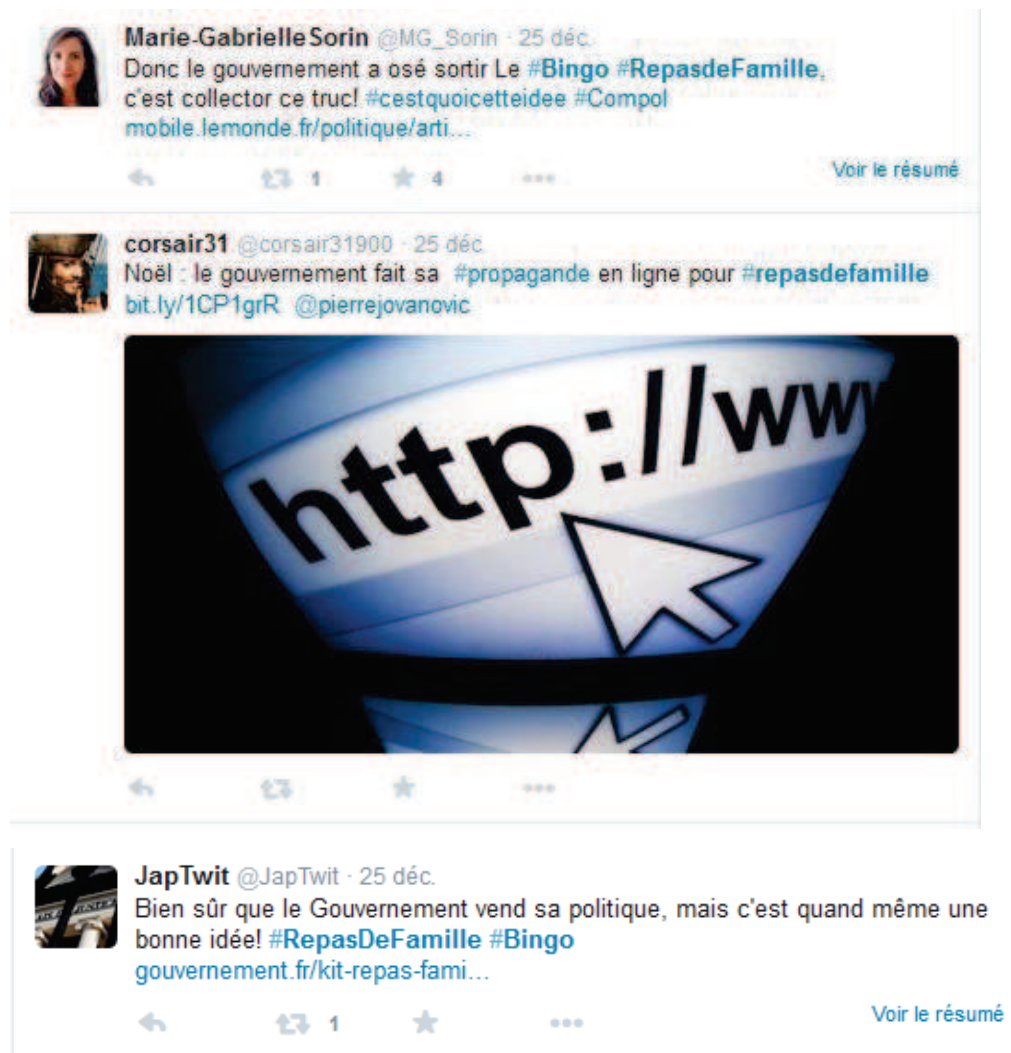 Marie-Gabrielle Sorin @MG_Sorin · 25 déc.
Donc le gouvernement a osé sortir Le #Bingo #RepasdeFamille,
c'est collector ce truc! #cestquoicetteidee #Compol
mobile.lemonde.fr/politique/arti...
1 4 Voir le résumé
corsair31 @corsair31900 · 25 déc.
Noël : le gouvernement fait sa #propagande en ligne pour #repasdefamille
bit.ly/1CP1grR @pierrejovanovic
http://www
JapTwit @JapTwit · 25 déc.
Bien sûr que le Gouvernement vend sa politique, mais c'est quand même une
bonne idée! #RepasDeFamille #Bingo
gouvernement.fr/kit-repas-fami...
1 Voir le résumé